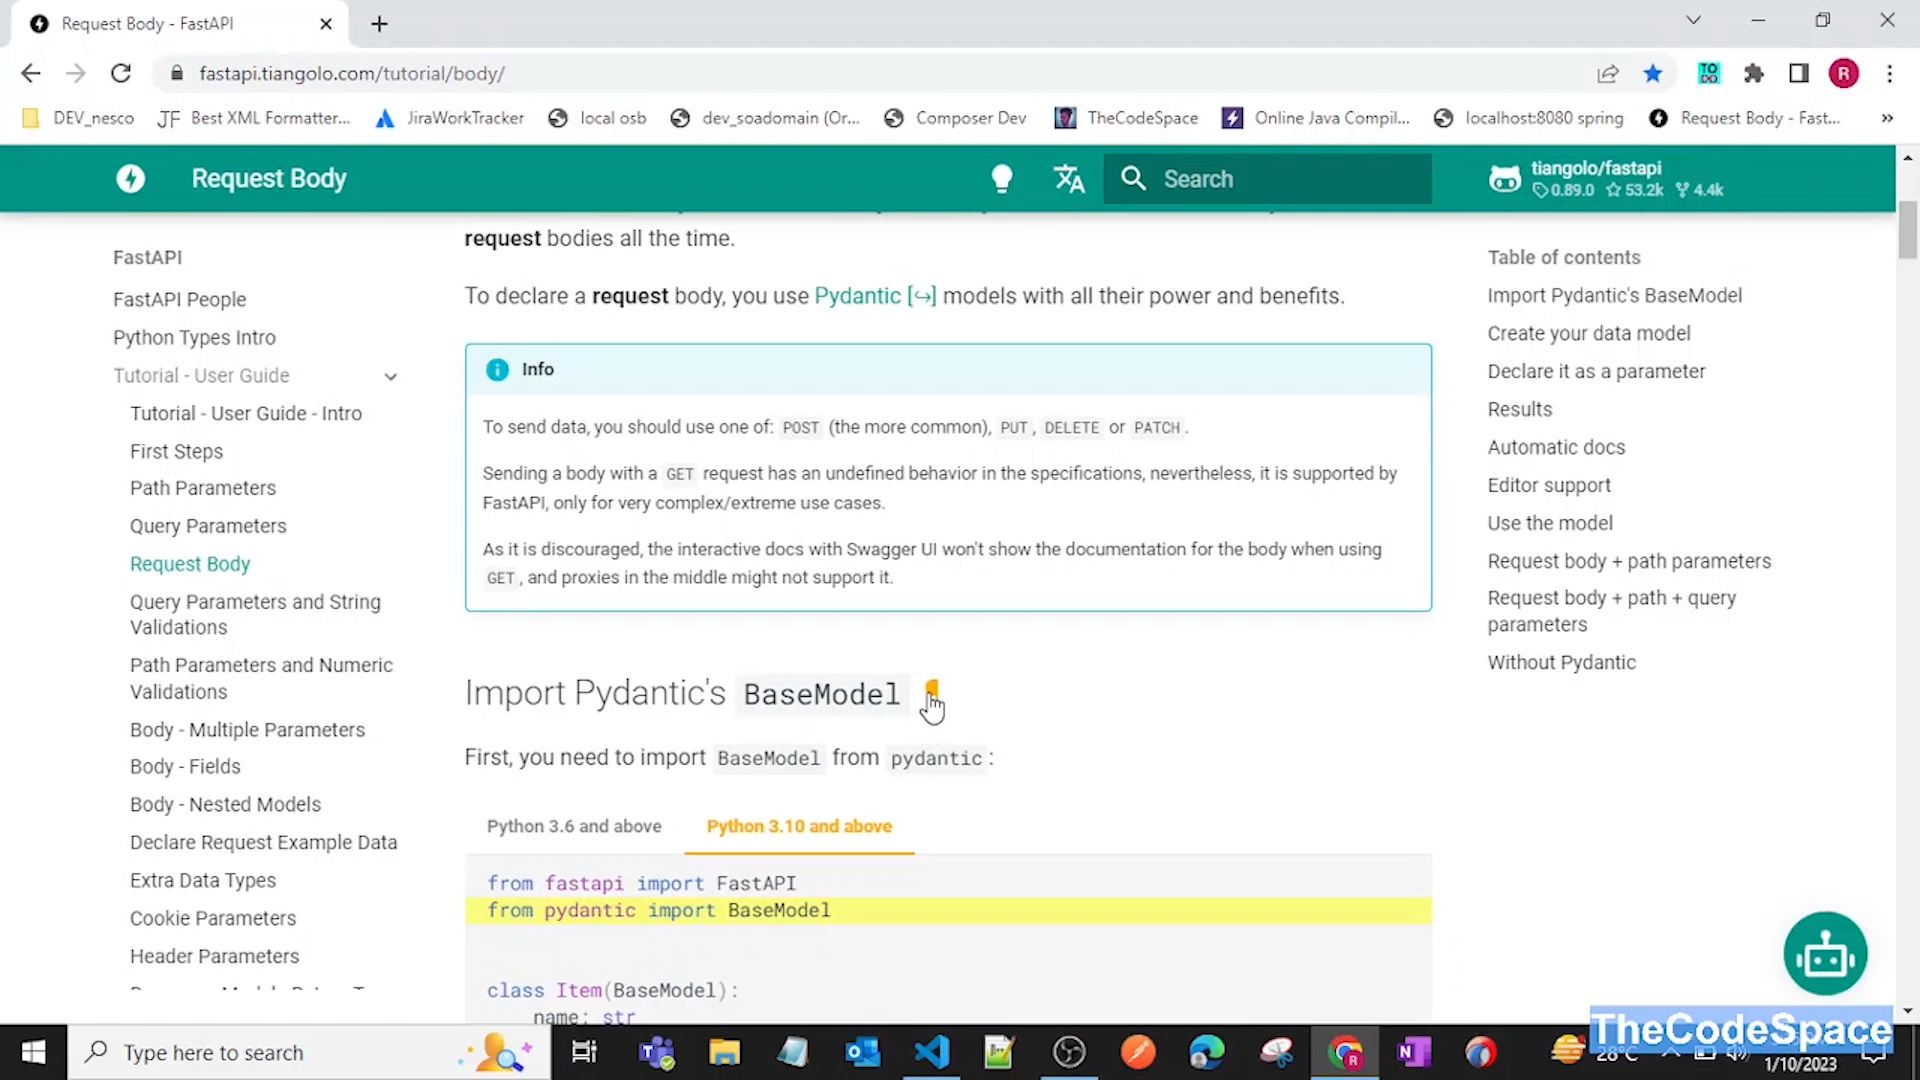 Request Body - FastAPI
fastapi.tiangolo.com/tutorial/body/
TO
DO
R
DEV_nesco
JF Best XML Formatter...
JiraWorkTracker
local osb
dev_soadomain (Or...
Composer Dev
TheCodeSpace
Online Java Compil...
localhost:8080 spring
Request Body - Fast...
»
Request Body
Search
tiangolo/fastapi
0.89.0 53.2k 4.4k
FastAPI
FastAPI People
Python Types Intro
Tutorial - User Guide
Tutorial - User Guide - Intro
First Steps
Path Parameters
Query Parameters
Request Body
Query Parameters and String
Validations
Path Parameters and Numeric
Validations
Body - Multiple Parameters
Body - Fields
Body - Nested Models
Declare Request Example Data
Extra Data Types
Cookie Parameters
Header Parameters
request bodies all the time.
To declare a request body, you use Pydantic [↪] models with all their power and benefits.
Info
To send data, you should use one of: POST (the more common), PUT, DELETE or PATCH.
Sending a body with a GET request has an undefined behavior in the specifications, nevertheless, it is supported by
FastAPI, only for very complex/extreme use cases.
As it is discouraged, the interactive docs with Swagger UI won't show the documentation for the body when using
GET, and proxies in the middle might not support it.
Import Pydantic's BaseModel
First, you need to import BaseModel from pydantic:
Python 3.6 and above
Python 3.10 and above
from fastapi import FastAPI
from pydantic import BaseModel
class Item(BaseModel):
name: str
Table of contents
Import Pydantic's BaseModel
Create your data model
Declare it as a parameter
Results
Automatic docs
Editor support
Use the model
Request body + path parameters
Request body + path + query
parameters
Without Pydantic
TheCodeSpace
Type here to search
28°C
1/10/2023